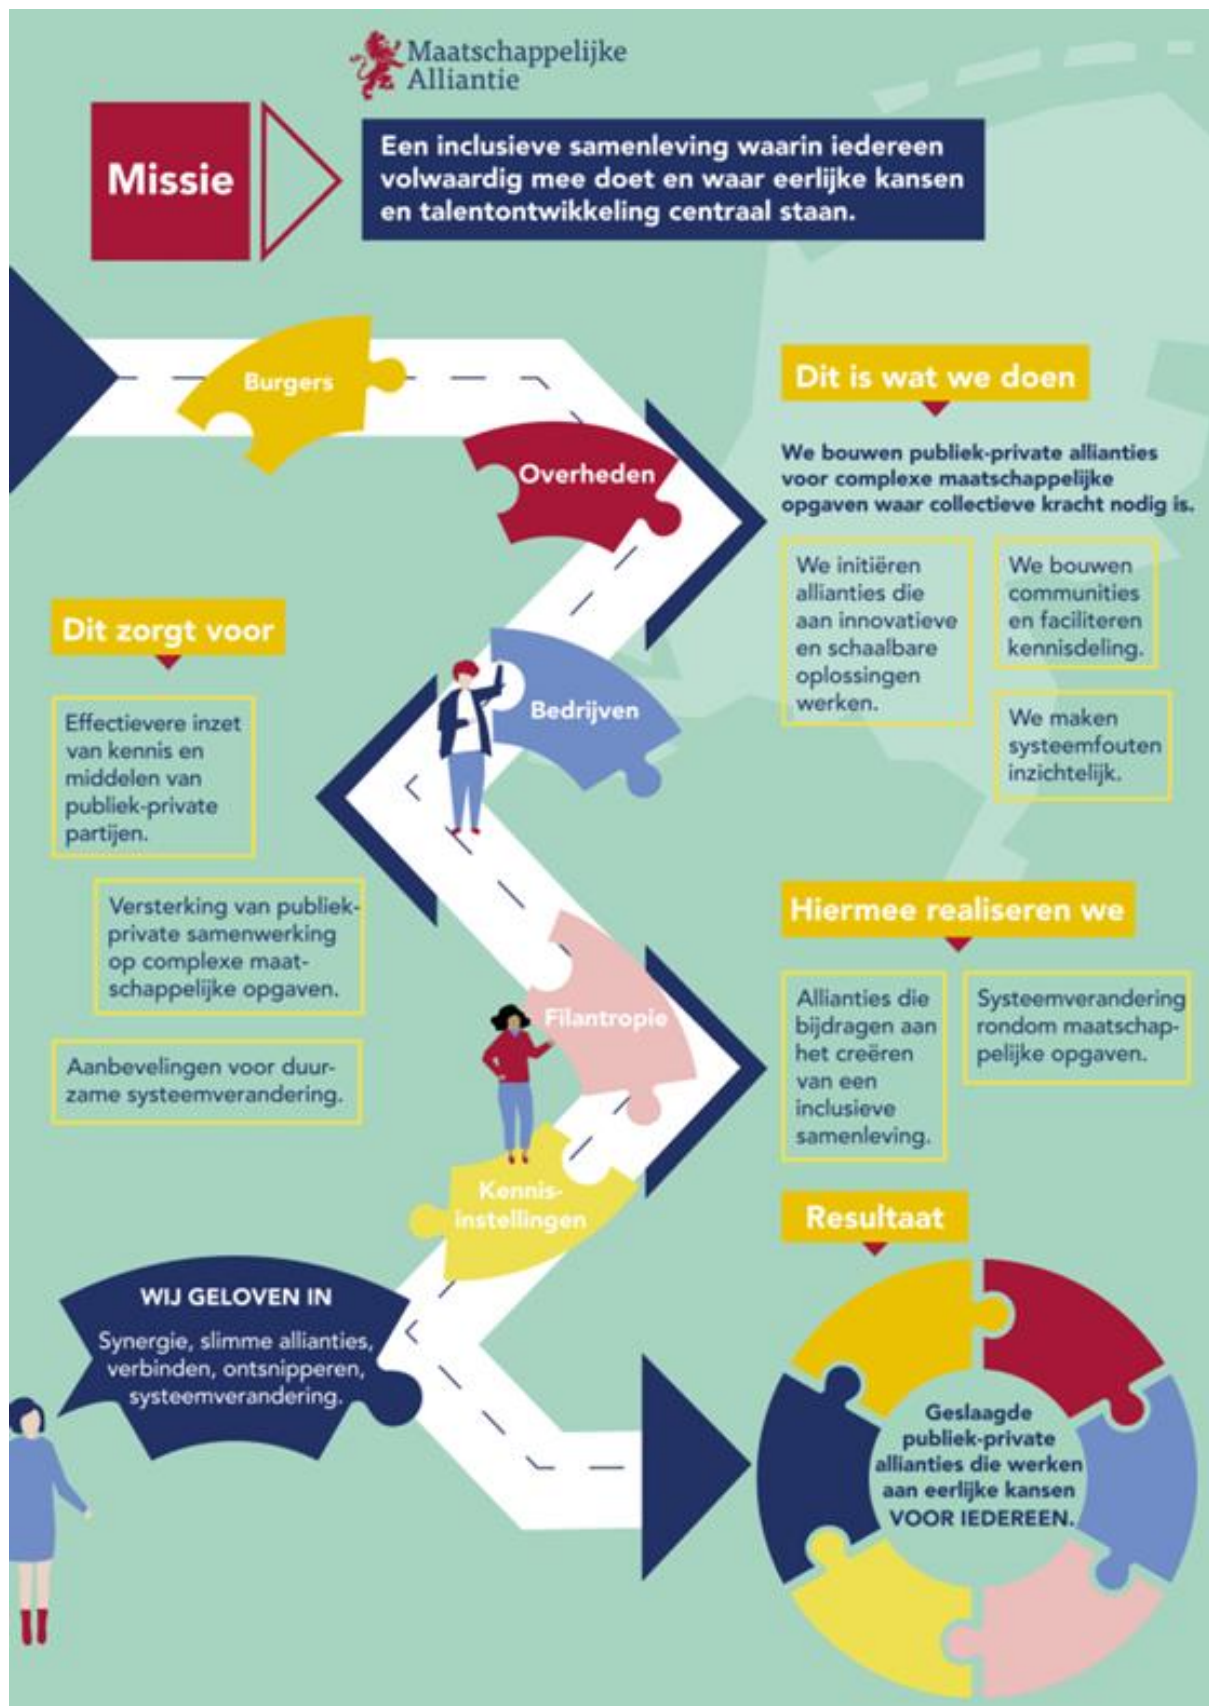 Maatschappelijke
Alliantie
Missie
Een inclusieve samenleving waarin iedereen
volwaardig mee doet en waar eerlijke kansen
en talentontwikkeling centraal staan.
Burgers
Overheden
Dit is wat we doen
We bouwen publiek-private allianties
voor complexe maatschappelijke
opgaven waar collectieve kracht nodig is.
We initiëren
allianties die
aan innovatieve
en schaalbare
oplossingen
werken.
We bouwen
communities
en faciliteren
kennisdeling.
We maken
systeemfouten
inzichtelijk.
Bedrijven
Dit zorgt voor
Effectievere inzet
van kennis en
middelen van
publiek-private
partijen.
Versterking van publiek-
private samenwerking
op complexe maat-
schappelijke opgaven.
Aanbevelingen voor duur-
zame systeemverandering.
Filantropie
Hiermee realiseren we
Allianties die
bijdragen aan
het creëren
van een
inclusieve
samenleving.
Systeemverandering
rondom maatschap-
pelijke opgaven.
Kennis-
instellingen
WIJ GELOVEN IN
Synergie, slimme allianties,
verbinden, ontsnipperen,
systeemverandering.
Resultaat
Geslaagde
publiek-private
allianties die werken
aan eerlijke kansen
VOOR IEDEREEN.